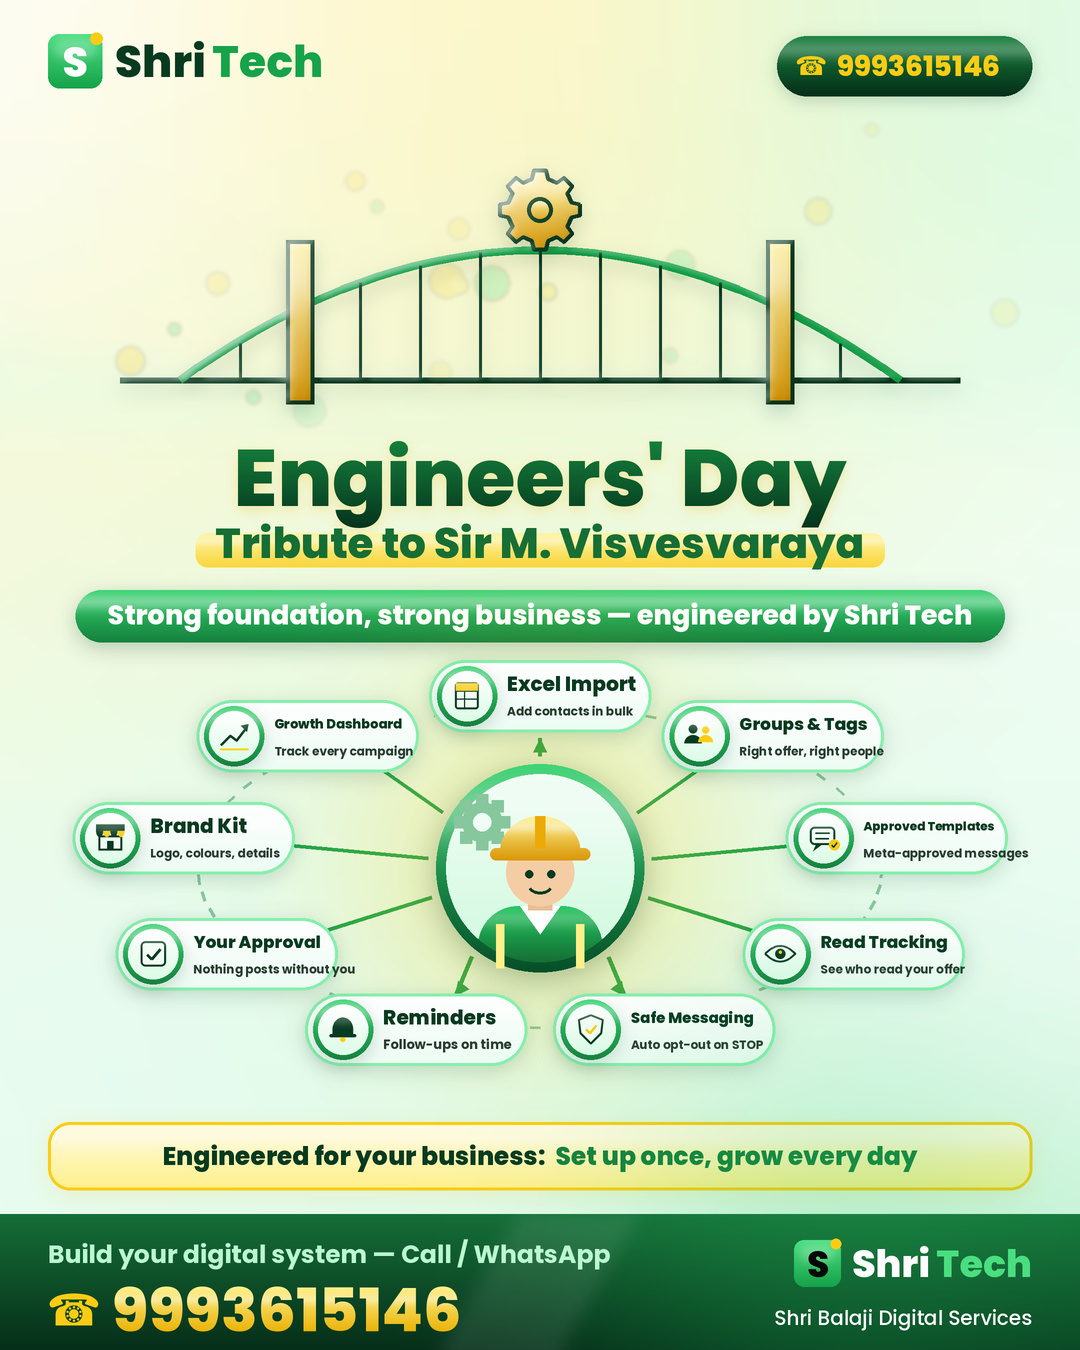 S Shri Tech
☎ 9993615146
Engineers' Day
Tribute to Sir M. Visvesvaraya
Strong foundation, strong business — engineered by Shri Tech
Excel Import
Add contacts in bulk
Growth Dashboard
Track every campaign
Groups & Tags
Right offer, right people
Brand Kit
Logo, colours, details
Approved Templates
Meta-approved messages
Your Approval
Nothing posts without you
Read Tracking
See who read your offer
Reminders
Follow-ups on time
Safe Messaging
Auto opt-out on STOP
Engineered for your business: Set up once, grow every day
Build your digital system — Call / WhatsApp
☎ 9993615146
S Shri Tech
Shri Balaji Digital Services